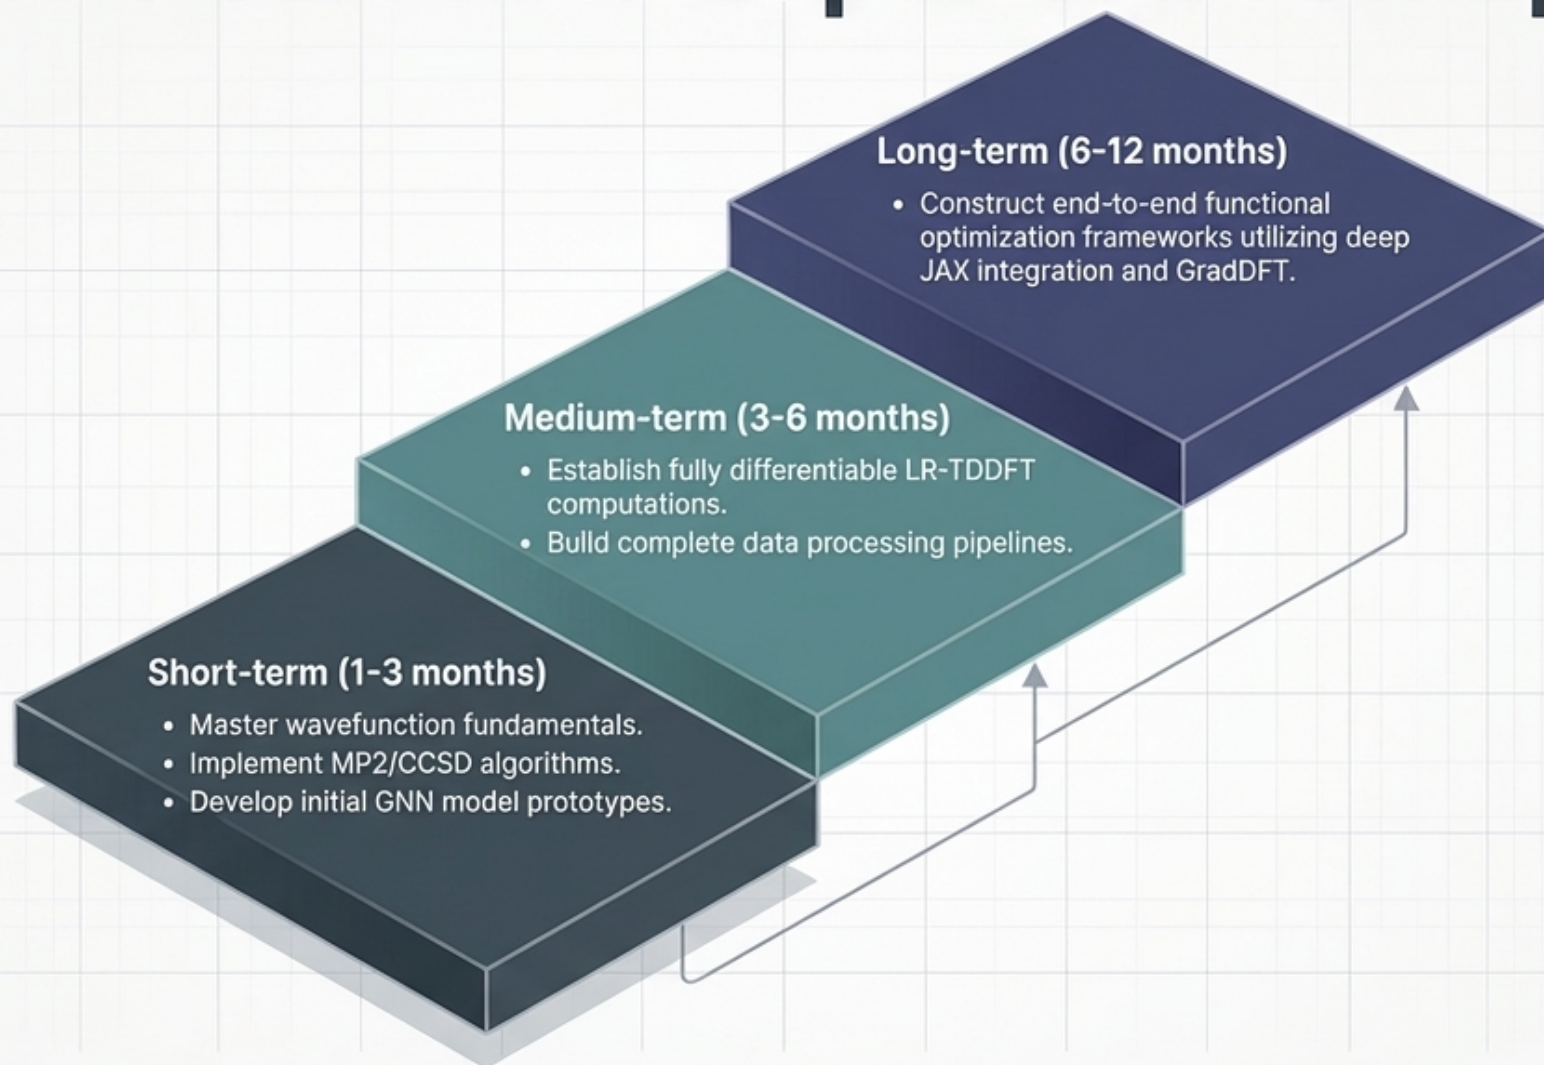 Long-term (6-12 months)
• Construct end-to-end functional
optimization frameworks utilizing deep
JAX integration and GradDFT.
Medium-term (3-6 months)
• Establish fully differentiable LR-TDDFT
computations.
• Build complete data processing pipelines.
Short-term (1-3 months)
• Master wavefunction fundamentals.
• Implement MP2/CCSD algorithms.
• Develop initial GNN model prototypes.